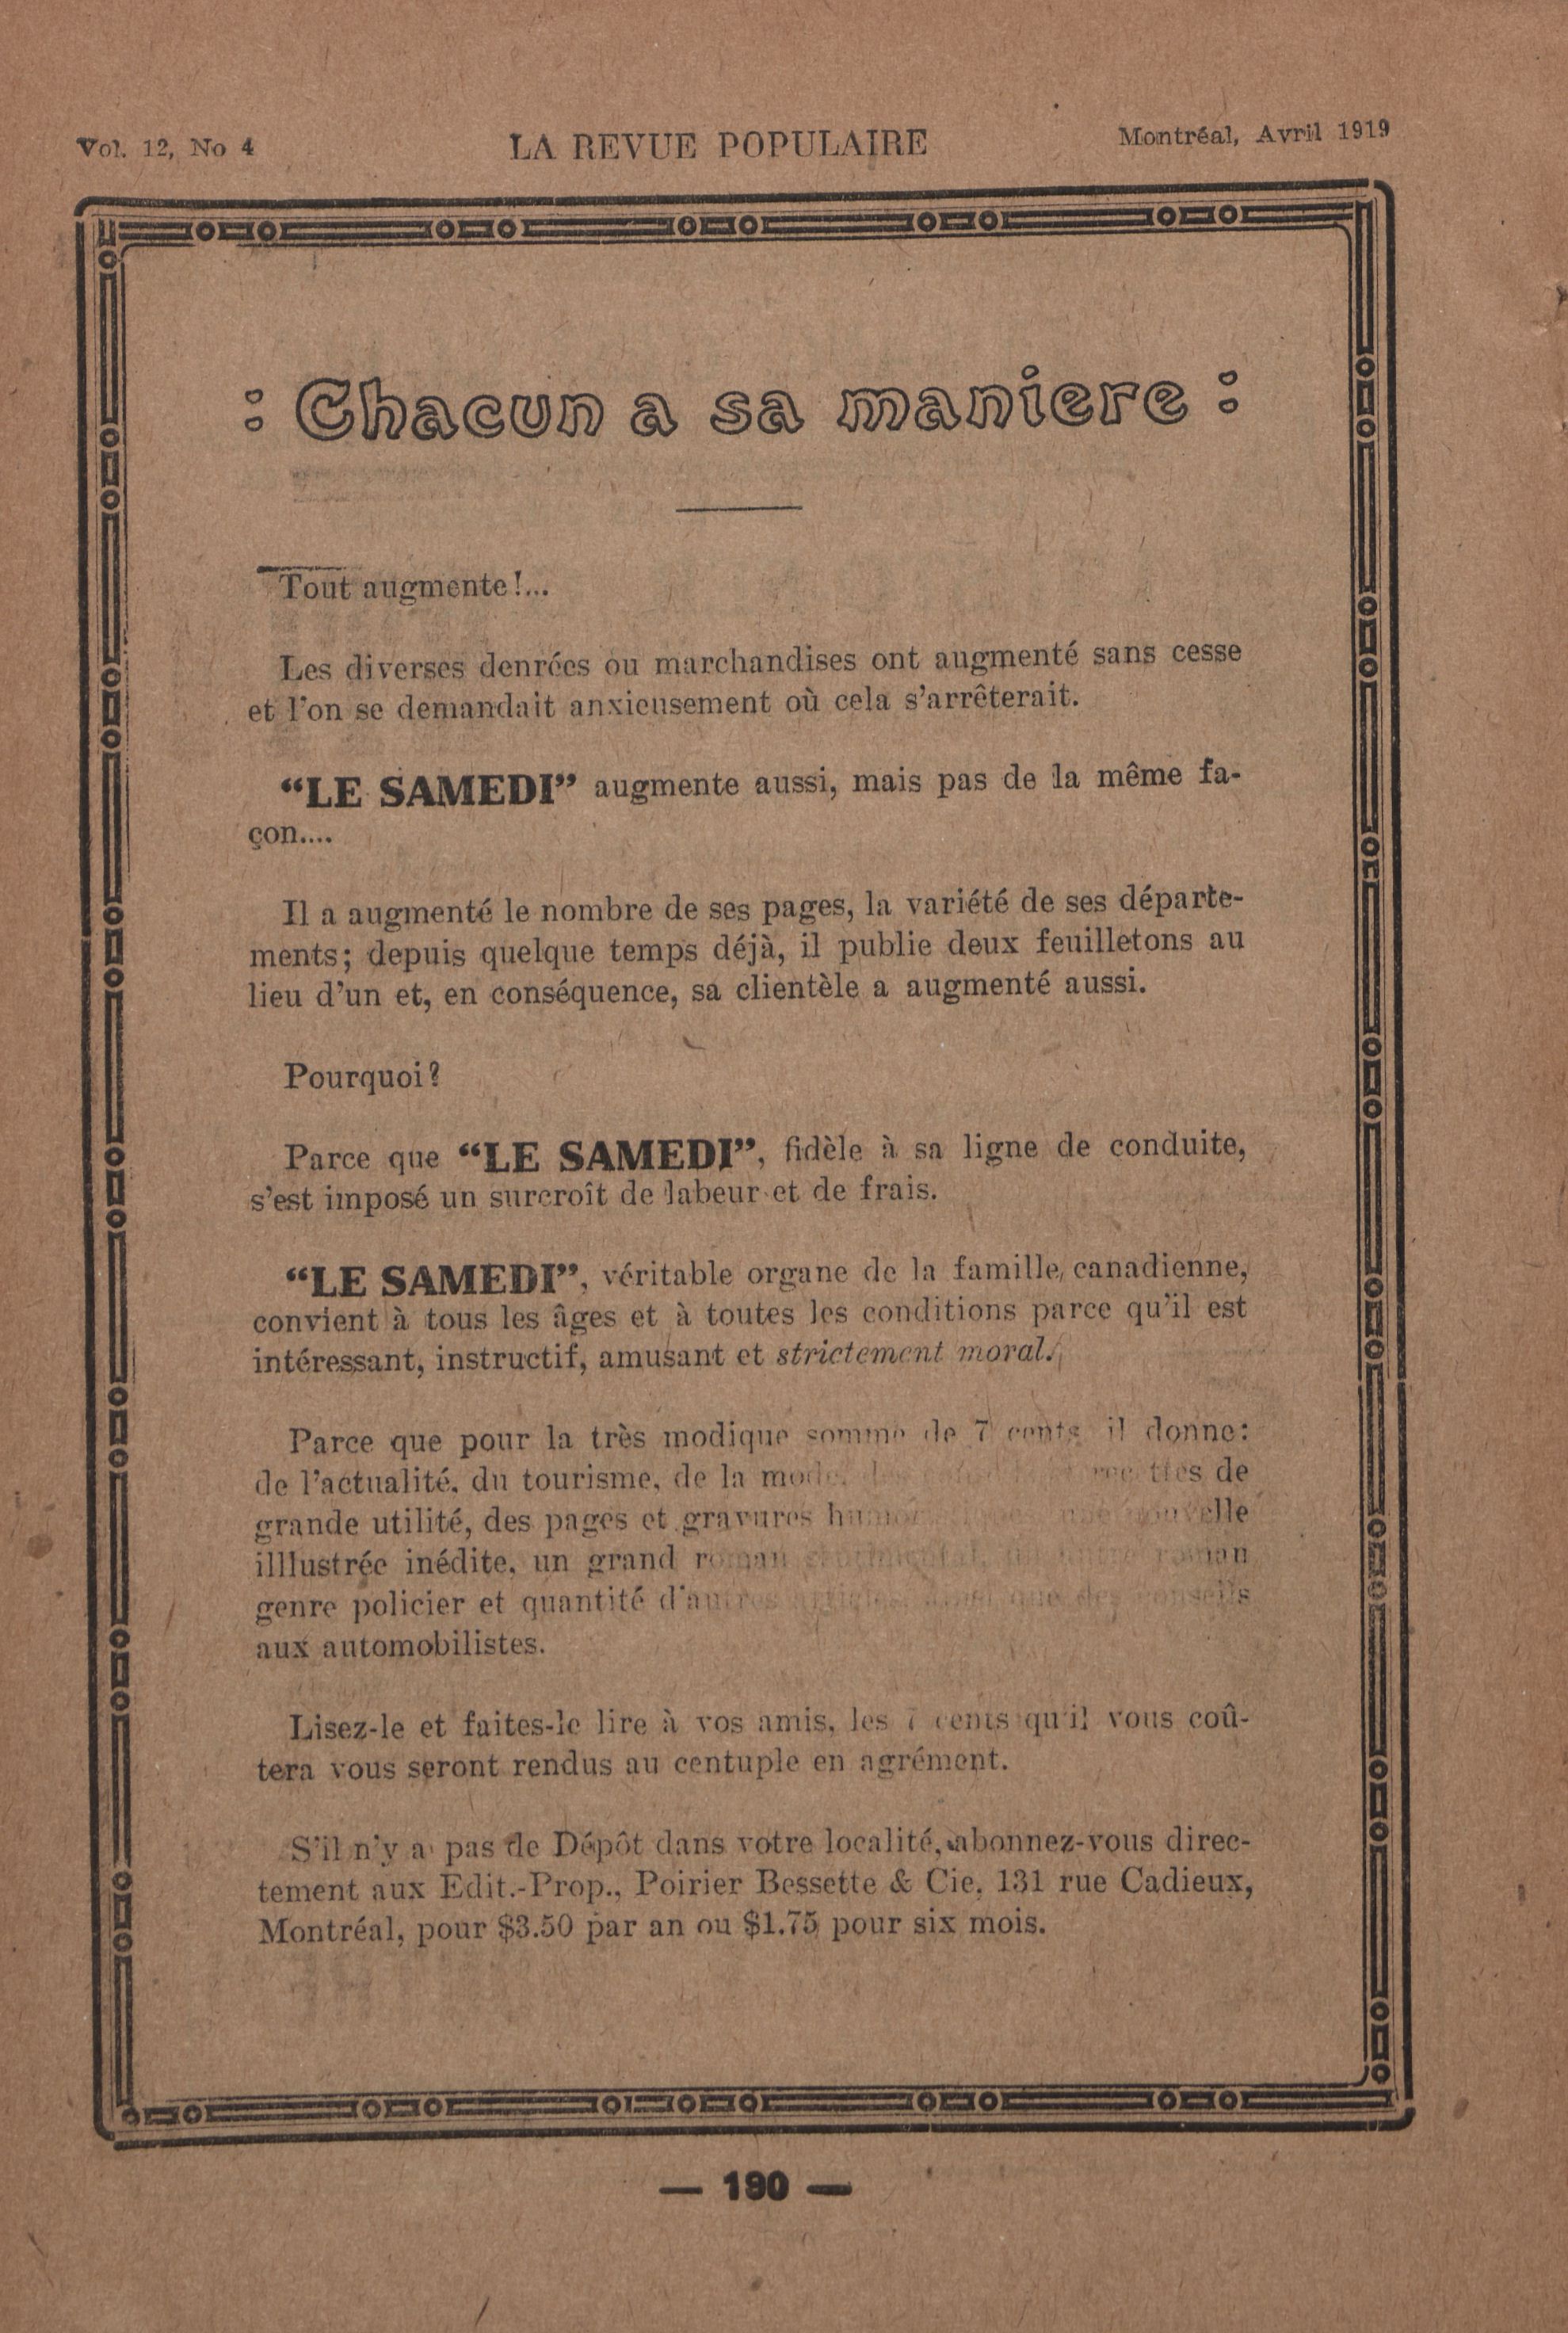 Vol. 12, No 4 LA REVUE POPULAIRE Montréal, Avril 1919
: Chacun a sa maniere :
Tout augmente!...
Les diverses denrées ou marchandises ont augmenté sans cesse
et l'on se demandait anxieusement où cela s'arrêterait.
“LE SAMEDI” augmente aussi, mais pas de la même fa-
çon....
Il a augmenté le nombre de ses pages, la variété de ses départe-
ments; depuis quelque temps déjà, il publie deux feuilletons au
lieu d'un et, en conséquence, sa clientèle a augmenté aussi.
Pourquoi?
Parce que “LE SAMEDI”, fidèle à sa ligne de conduite,
s'est imposé un surcroît de labeur et de frais.
“LE SAMEDI”, véritable organe de la famille canadienne,
convient à tous les âges et à toutes les conditions parce qu'il est
intéressant, instructif, amusant et strictement moral.
Parce que pour la très modique somme de 7 cents il donne:
de l'actualité, du tourisme, de la mode, de
grande utilité, des pages et gravures nouvelle
illlustrée inédite, un grand roman roman
genre policier et quantité d'autres articles ainsi que des conseils
aux automobilistes.
Lisez-le et faites-le lire à vos amis, les 7 cents qu'il vous coû-
tera vous seront rendus au centuple en agrément.
S'il n'y a pas de Dépôt dans votre localité, abonnez-vous direc-
tement aux Edit.-Prop., Poirier Bessette & Cie, 131 rue Cadieux,
Montréal, pour $3.50 par an ou $1.75 pour six mois.
— 190 —